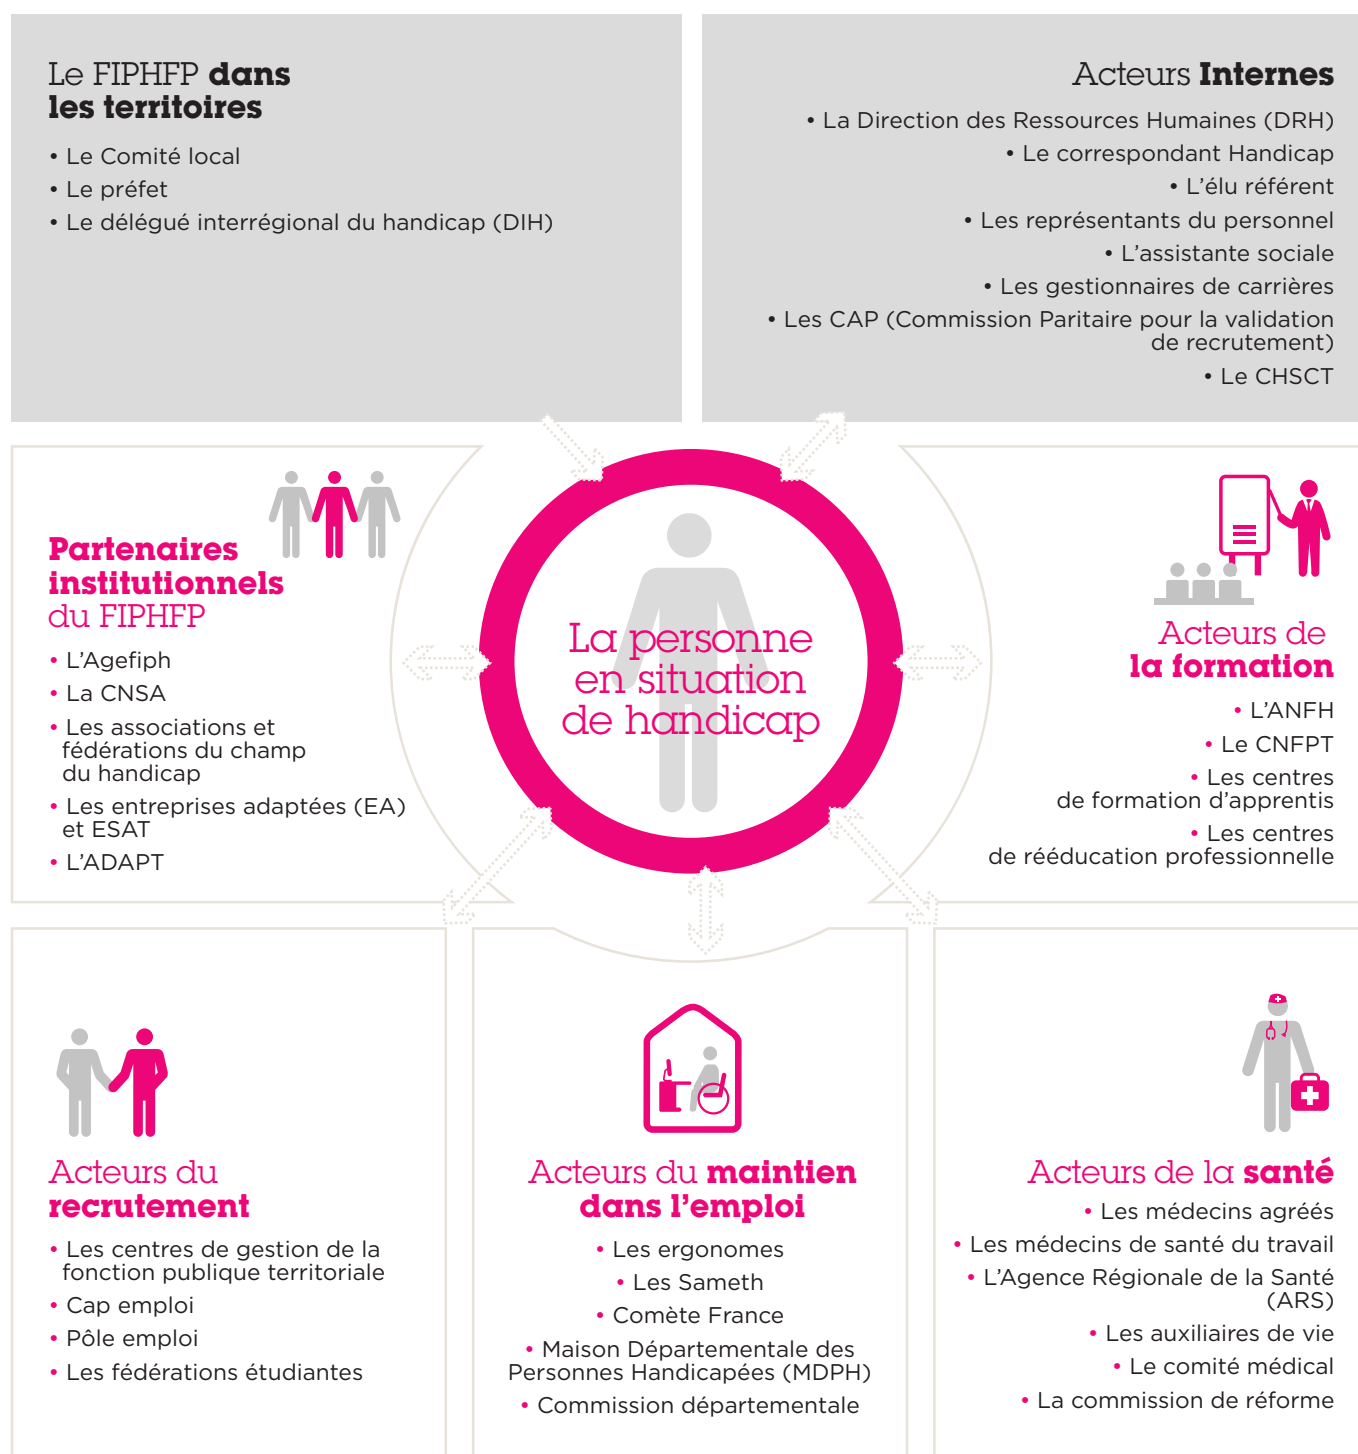 Le FIPHFP dans
les territoires
• Le Comité local
• Le préfet
• Le délégué interrégional du handicap (DIH)
Acteurs Internes
• La Direction des Ressources Humaines (DRH)
• Le correspondant Handicap
• L’élu référent
• Les représentants du personnel
• L’assistante sociale
• Les gestionnaires de carrières
• Les CAP (Commission Paritaire pour la validation
de recrutement)
• Le CHSCT
Partenaires
institutionnels
du FIPHFP
• L’Agefiph
• La CNSA
• Les associations et
fédérations du champ
du handicap
• Les entreprises adaptées (EA)
et ESAT
• L’ADAPT
La personne
en situation
de handicap
Acteurs de
la formation
• L’ANFH
• Le CNFPT
• Les centres
de formation d’apprentis
• Les centres
de rééducation professionnelle
Acteurs du
recrutement
• Les centres de gestion de la
fonction publique territoriale
• Cap emploi
• Pôle emploi
• Les fédérations étudiantes
Acteurs du maintien
dans l’emploi
• Les ergonomes
• Les Sameth
• Comète France
• Maison Départementale des
Personnes Handicapées (MDPH)
• Commission départementale
Acteurs de la santé
• Les médecins agréés
• Les médecins de santé du travail
• L’Agence Régionale de la Santé
(ARS)
• Les auxiliaires de vie
• Le comité médical
• La commission de réforme